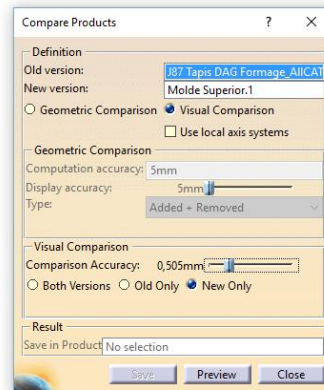 Compare Products ? X
Definition
Old version: J87 Tapis DAG Formage_AllCAT
New version: Molde Superior.1
Geometric Comparison Visual Comparison
Use local axis systems
Geometric Comparison
Computation accuracy: 5mm
Display accuracy: 5mm
Type: Added + Removed
Visual Comparison
Comparison Accuracy: 0,505mm
Both Versions Old Only New Only
Result
Save in Product No selection
Save Preview Close